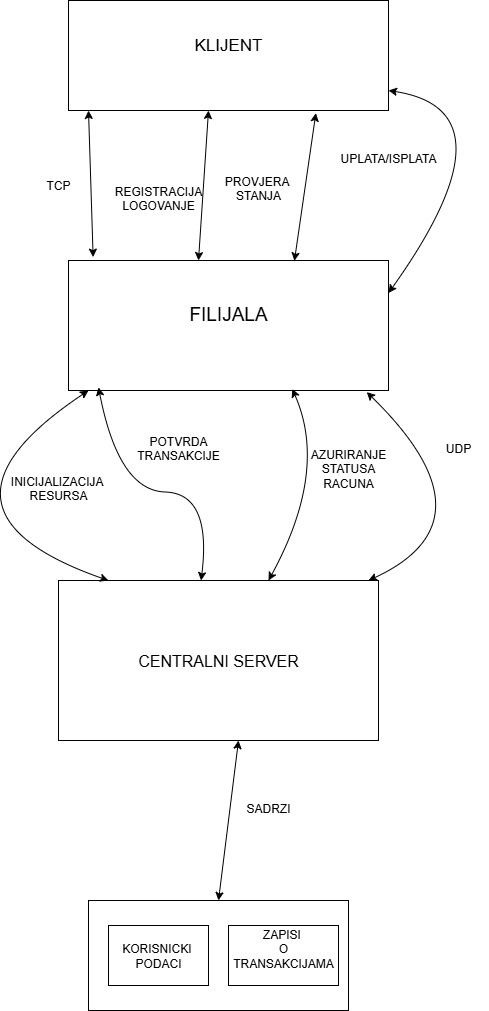 KLIJENT
TCP
REGISTRACIJA
LOGOVANJE
PROVJERA
STANJA
UPLATA/ISPLATA
FILIJALA
INICIJALIZACIJA
RESURSA
POTVRDA
TRANSAKCIJE
AZURIRANJE
STATUSA
RACUNA
UDP
CENTRALNI SERVER
SADRZI
KORISNICKI
PODACI
ZAPISI
O
TRANSAKCIJAMA